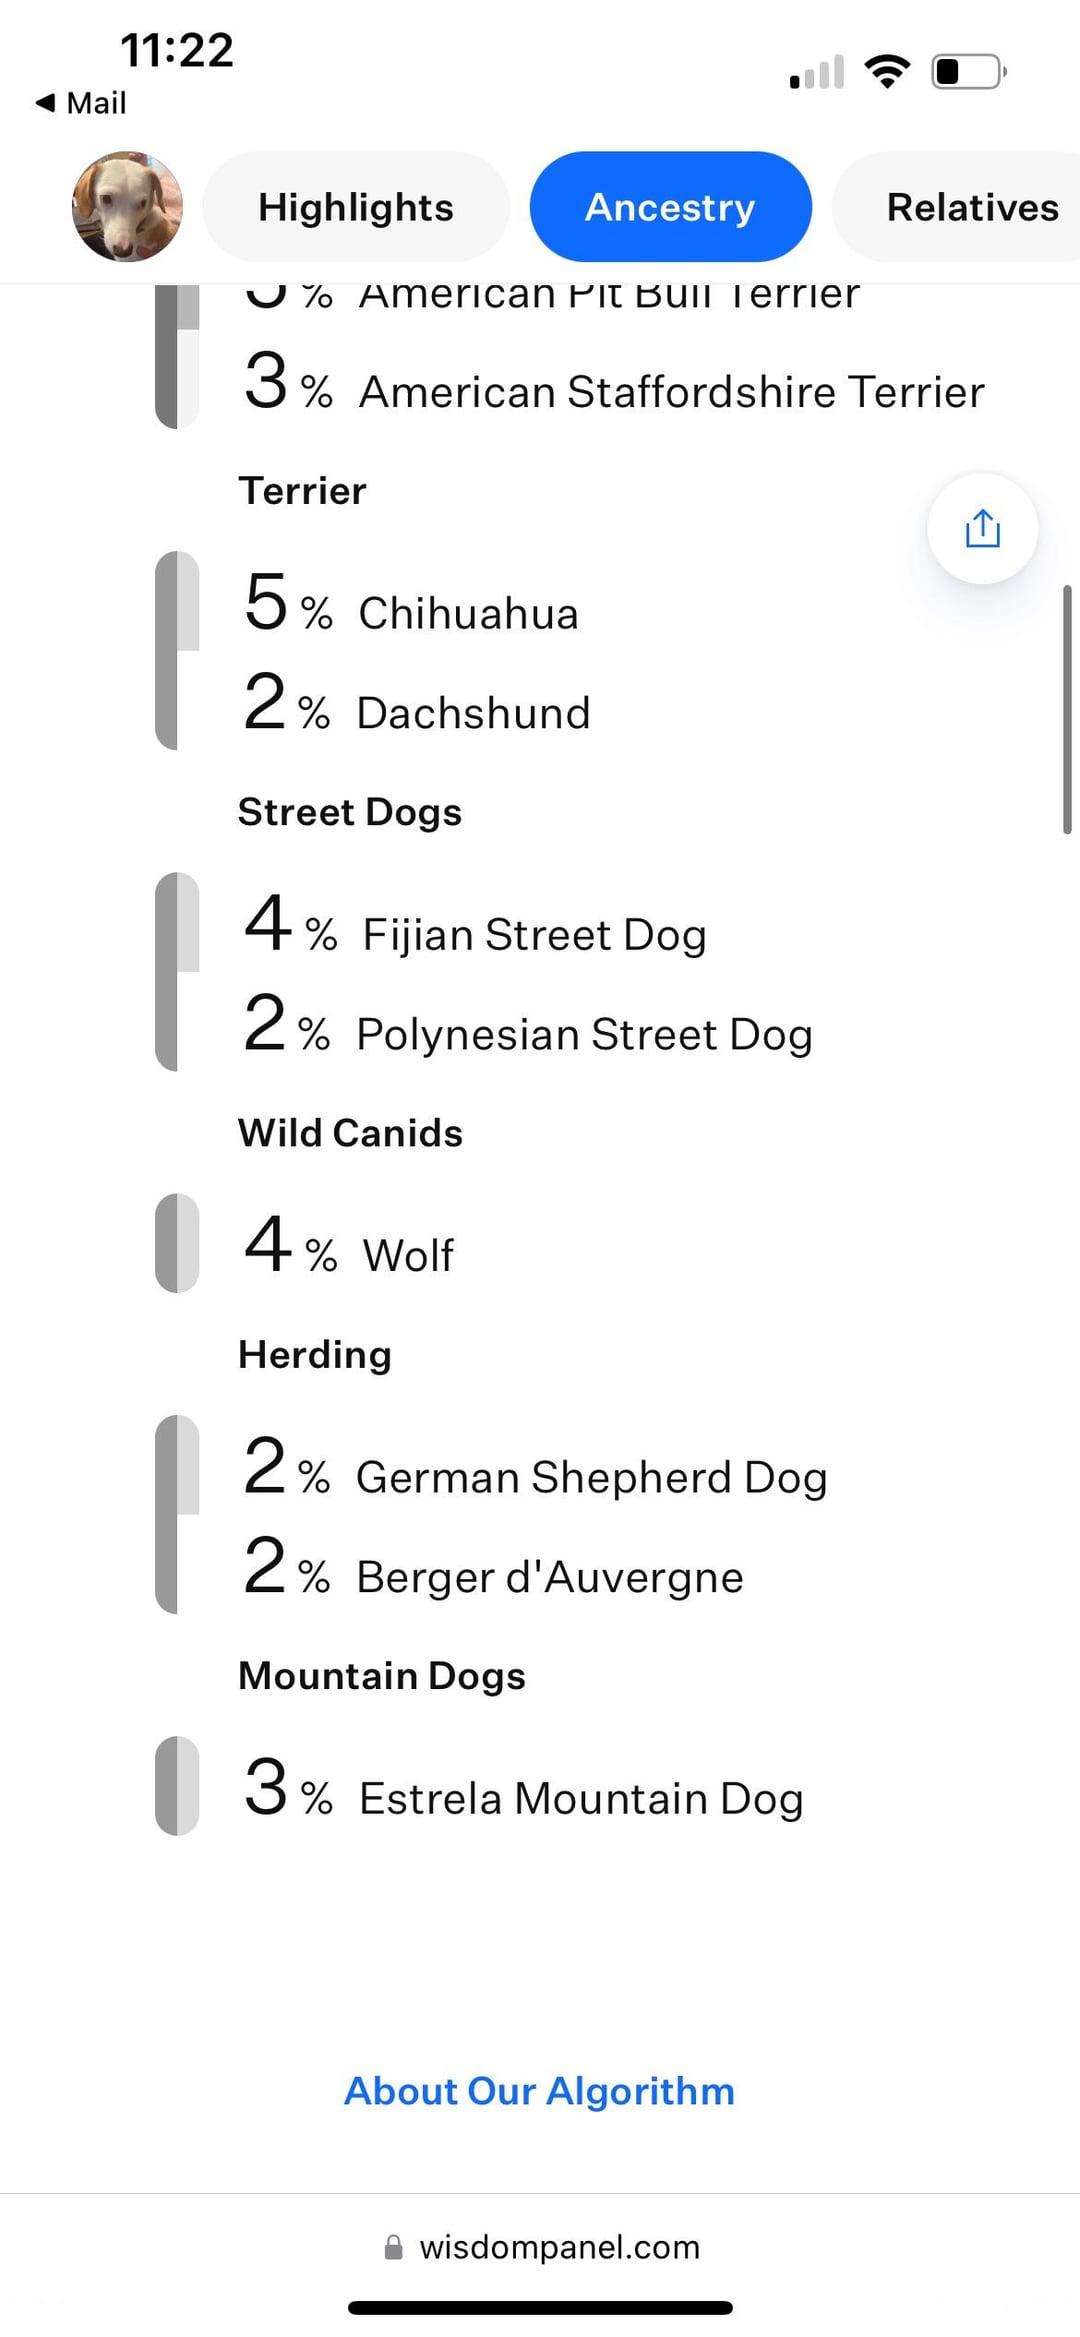 11:22
Mail
Highlights
Ancestry
Relatives
% American Pit Bull Terrier
3 % American Staffordshire Terrier
Terrier
5 % Chihuahua
2 % Dachshund
Street Dogs
4 % Fijian Street Dog
2 % Polynesian Street Dog
Wild Canids
4 % Wolf
Herding
2 % German Shepherd Dog
2 % Berger d'Auvergne
Mountain Dogs
3 % Estrela Mountain Dog
About Our Algorithm
wisdompanel.com